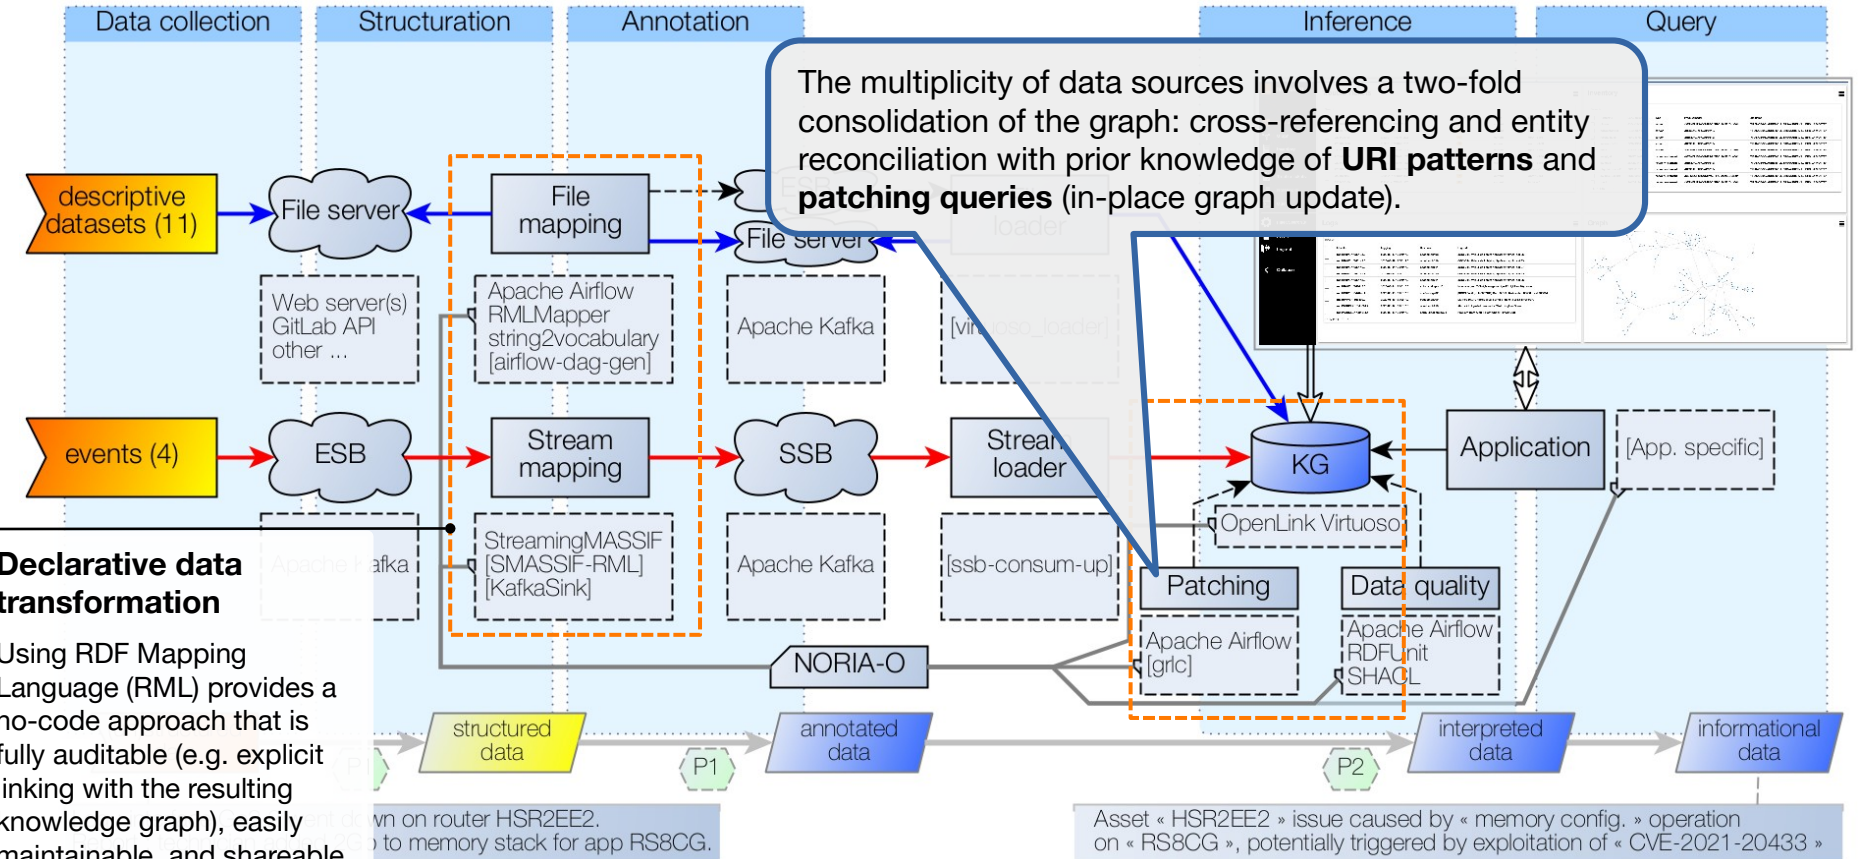 Data collection
Structuration
Annotation
Inference
Query
The multiplicity of data sources involves a two-fold
consolidation of the graph: cross-referencing and entity
reconciliation with prior knowledge of URI patterns and
patching queries (in-place graph update).
descriptive
datasets (11)
File server
File
mapping
ESB
File server
loader
Web server(s)
GitLab API
other ...
Apache Airflow
RMLMapper
string2vocabulary
[airflow-dag-gen]
Apache Kafka
[virtuoso_loader]
events (4)
ESB
Stream
mapping
SSB
Stream
loader
KG
Application
[App. specific]
Apache Kafka
StreamingMASSIF
[SMASSIF-RML]
[KafkaSink]
Apache Kafka
[ssb-consum-up]
OpenLink Virtuoso
Patching
Data quality
Apache Airflow
[grlc]
Apache Airflow
RDFUnit
SHACL
NORIA-O
Declarative data
transformation
Using RDF Mapping
Language (RML) provides a
no-code approach that is
fully auditable (e.g. explicit
linking with the resulting
knowledge graph), easily
maintainable, and shareable
structured
data
annotated
data
interpreted
data
informational
data
P1
P1
P2
down on router HSR2EE2.
to memory stack for app RS8CG.
Asset « HSR2EE2 » issue caused by « memory config. » operation
on « RS8CG », potentially triggered by exploitation of « CVE-2021-20433 »